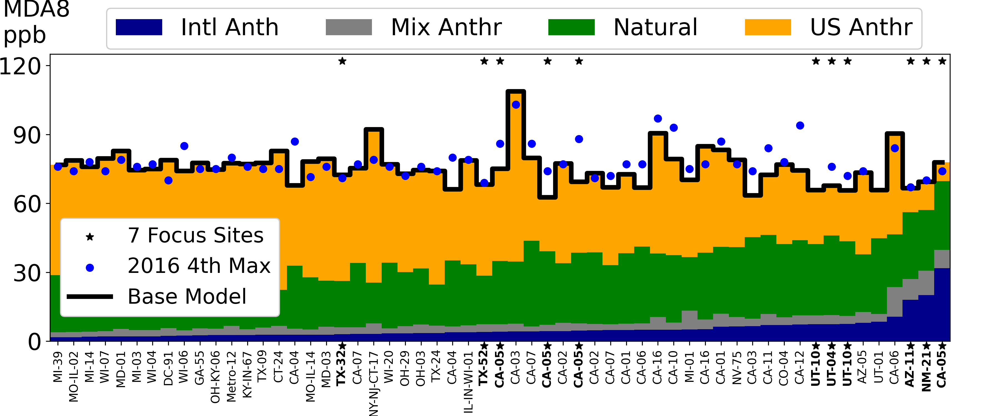 MDA8
ppb
Intl Anth
Mix Anthr
Natural
US Anthr
120
90
60
30
0
7 Focus Sites
2016 4th Max
Base Model
MI-39
MO-IL-02
MI-14
WI-07
MD-01
MI-03
WI-04
DC-91
WI-06
GA-55
OH-KY-06
Metro-12
KY-IN-67
TX-09
CT-24
CA-04
MO-IL-14
MD-03
TX-32★
CA-07
NY-NJ-CT-17
WI-20
OH-29
OH-03
TX-24
CA-04
IL-IN-WI-01
TX-52★
CA-05★
CA-03
CA-07
CA-05★
CA-02
CA-05★
CA-02
CA-07
CA-01
CA-06
CA-16
CA-10
MI-01
CA-16
CA-01
NV-75
CA-03
CA-11
CO-04
CA-12
UT-10★
UT-04★
UT-10★
AZ-05
UT-01
CA-06
AZ-11★
NM-21★
CA-05★